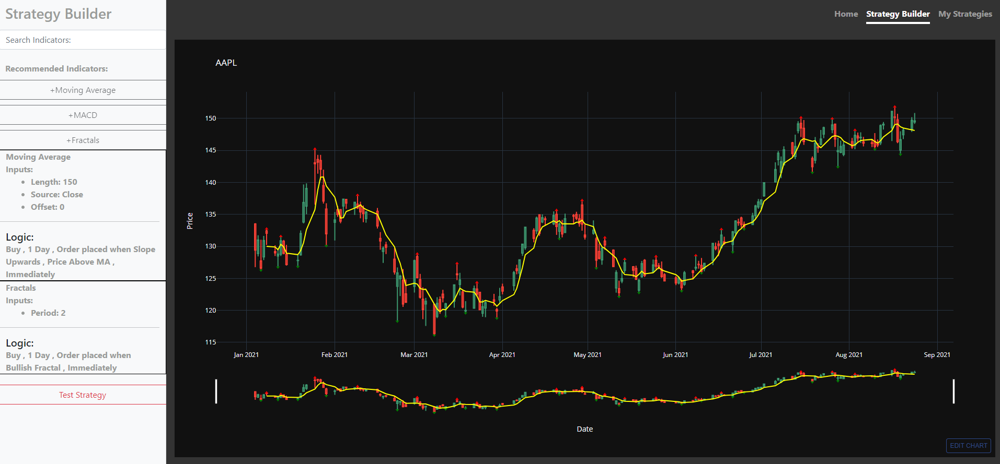 Strategy Builder
Search Indicators:
Recommended Indicators:
+Moving Average
+MACD
+Fractals
Moving Average
Inputs:
Length: 150
Source: Close
Offset: 0
Logic:
Buy , 1 Day , Order placed when Slope
Upwards , Price Above MA ,
Immediately
Fractals
Inputs:
Period: 2
Logic:
Buy , 1 Day , Order placed when
Bullish Fractal , Immediately
Test Strategy
Home Strategy Builder My Strategies
AAPL
150
145
140
135
130
125
120
115
Price
Jan 2021 Feb 2021 Mar 2021 Apr 2021 May 2021 Jun 2021 Jul 2021 Aug 2021 Sep 2021
Date
EDIT CHART